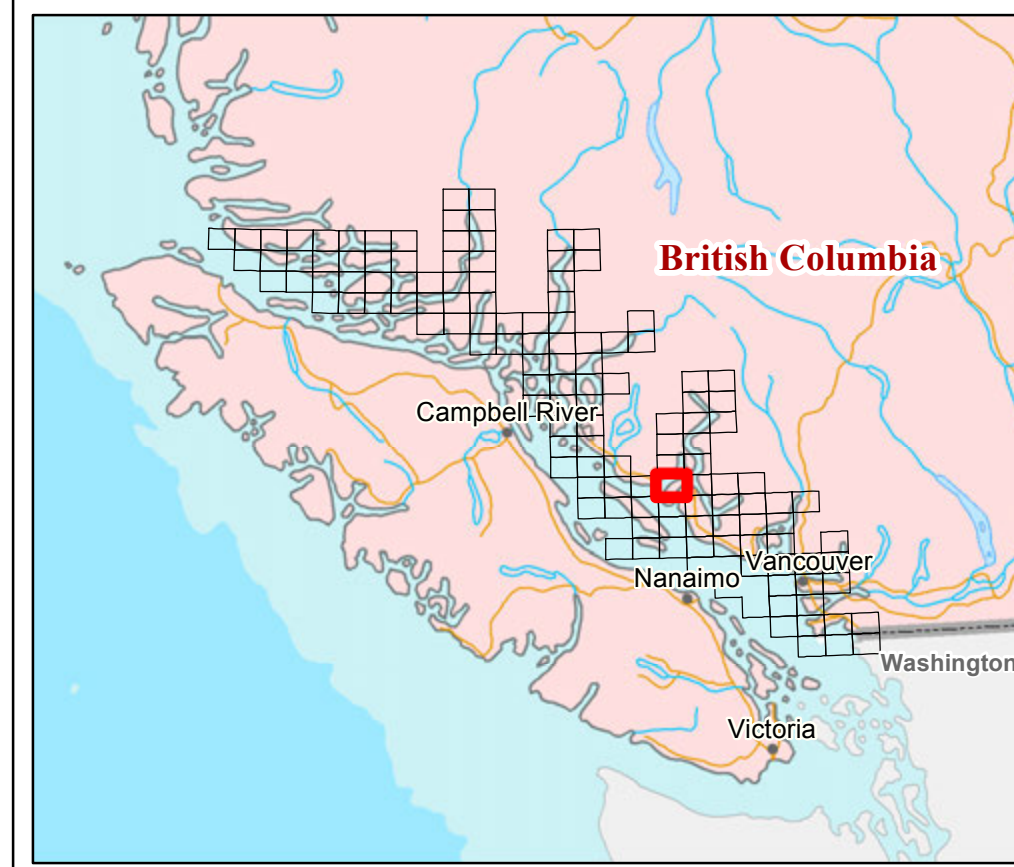 British Columbia
Campbell River
Vancouver
Nanaimo
Washington
Victoria